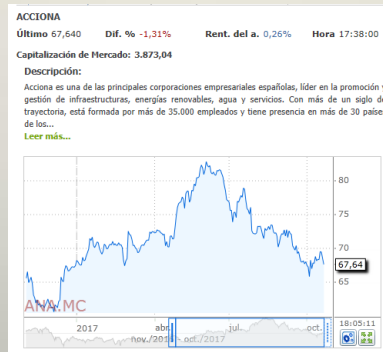 ACCIONA
Último 67,640 Dif. % -1,31% Rent. del a. 0,26% Hora 17:38:00
Capitalización de Mercado: 3.873,04
Descripción:
Acciona es una de las principales corporaciones empresariales españolas, líder en la promoción y
gestión de infraestructuras, energías renovables, agua y servicios. Con más de un siglo de
trayectoria, está formada por más de 35.000 empleados y tiene presencia en más de 30 países
de los...
Leer más...
80
75
70
67,64
65
ANA.MC
2017 abr. jul. oct.
18:05:11
nov./2016 oct./2017